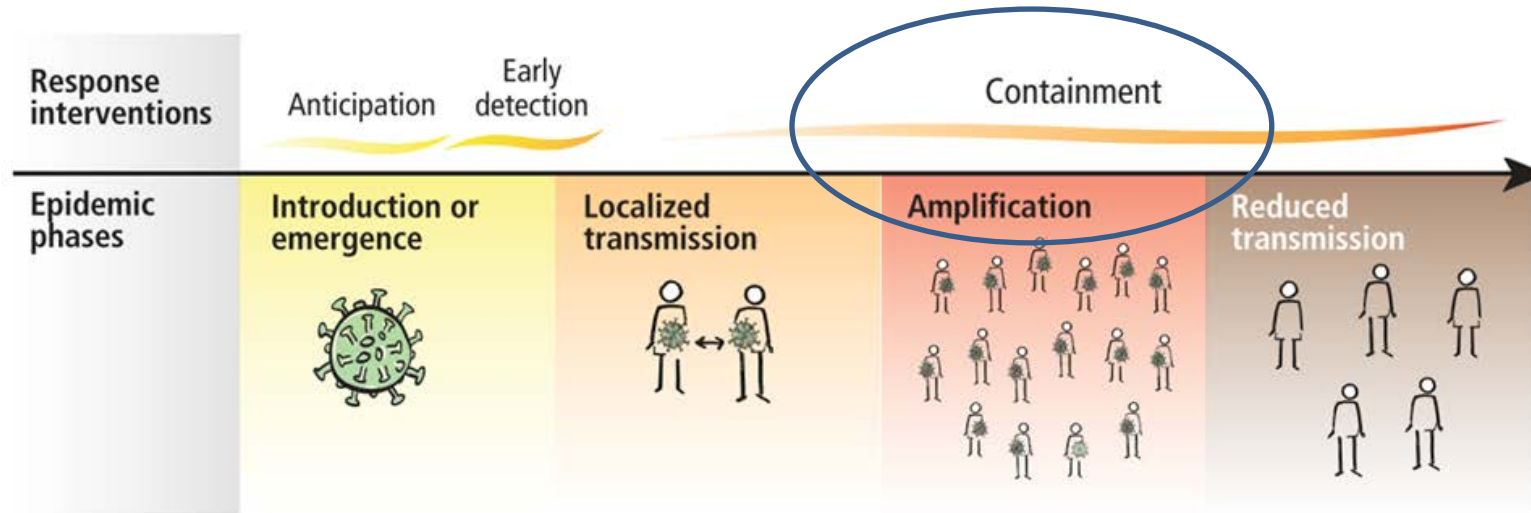 Response
interventions
Anticipation
Early
detection
Containment
Epidemic
phases
Introduction or
emergence
Localized
transmission
Amplification
Reduced
transmission